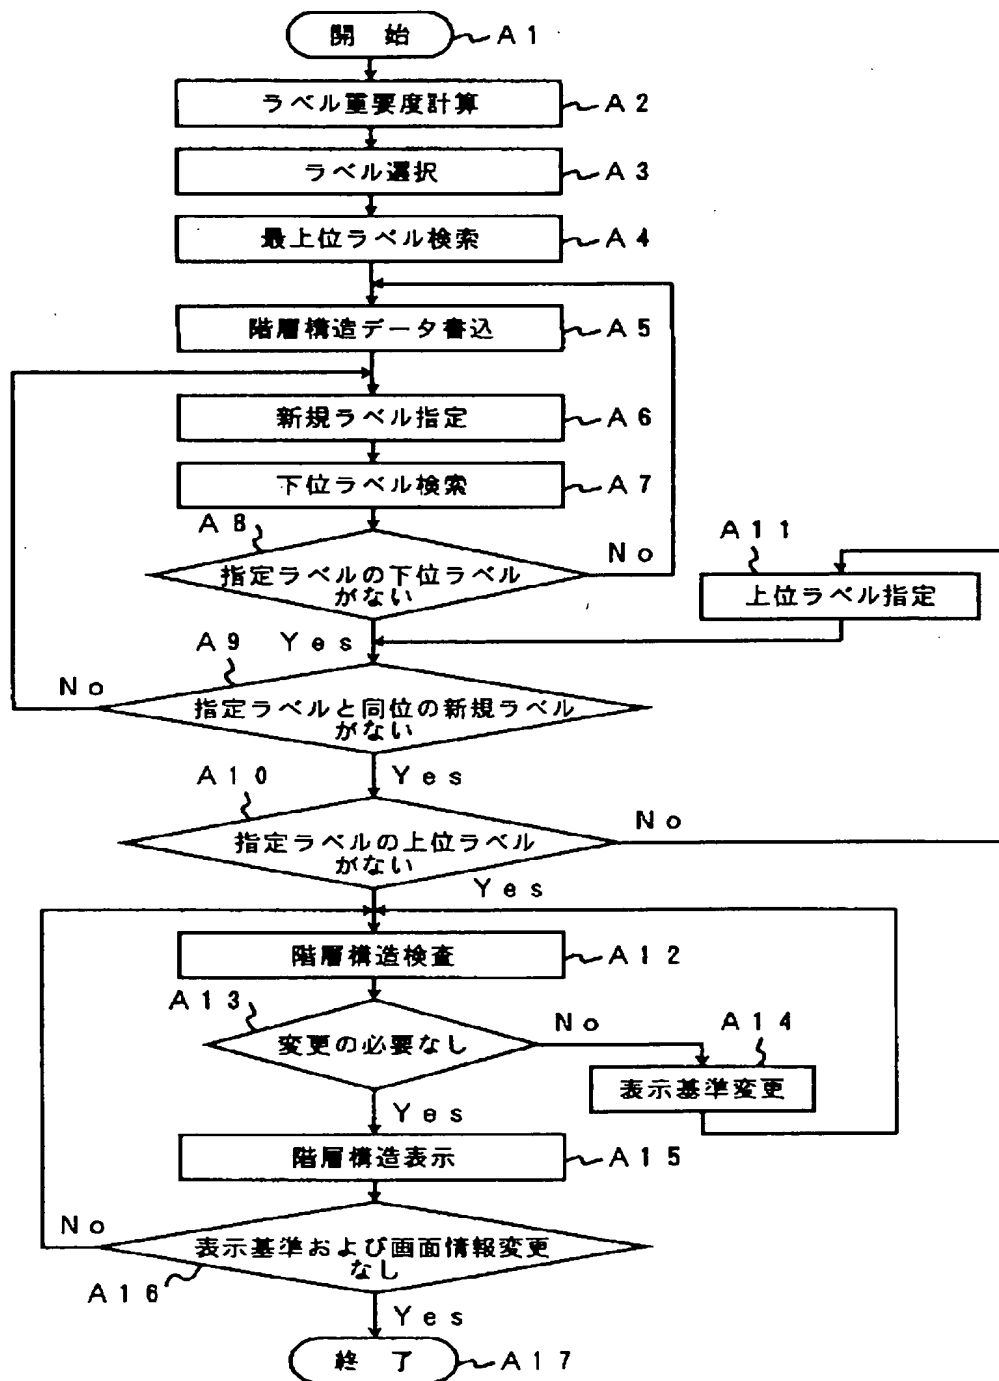 開 始
A1
ラベル重要度計算
A2
ラベル選択
A3
最上位ラベル検索
A4
階層構造データ書込
A5
新規ラベル指定
A6
下位ラベル検索
A7
A8
指定ラベルの下位ラベル
がない
No
A11
上位ラベル指定
Yes
A9
No
指定ラベルと同位の新規ラベル
がない
Yes
A10
指定ラベルの上位ラベル
がない
No
Yes
階層構造検査
A12
A13
変更の必要なし
No
A14
表示基準変更
Yes
階層構造表示
A15
No
表示基準および画面情報変更
なし
A16
Yes
終 了
A17